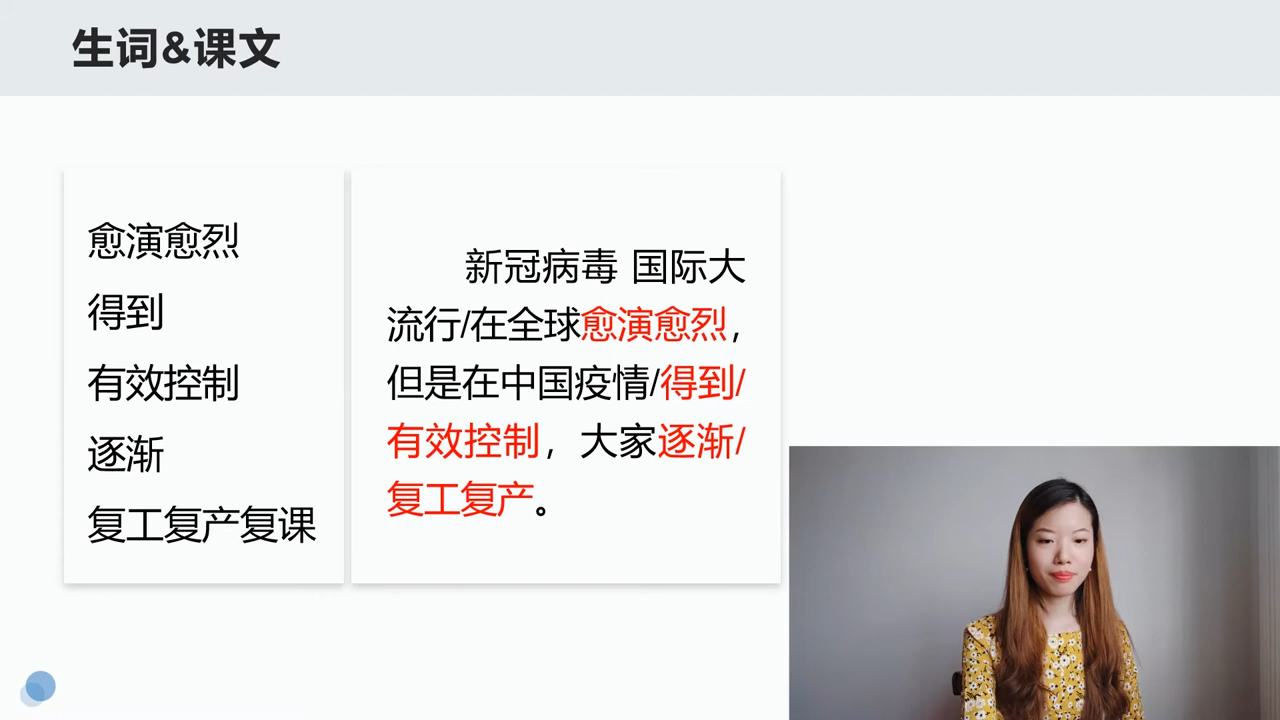 生词&课文
愈演愈烈
得到
有效控制
逐渐
复工复产复课
新冠病毒 国际大
流行/在全球愈演愈烈，
但是在中国疫情/得到/
有效控制，大家逐渐/
复工复产。